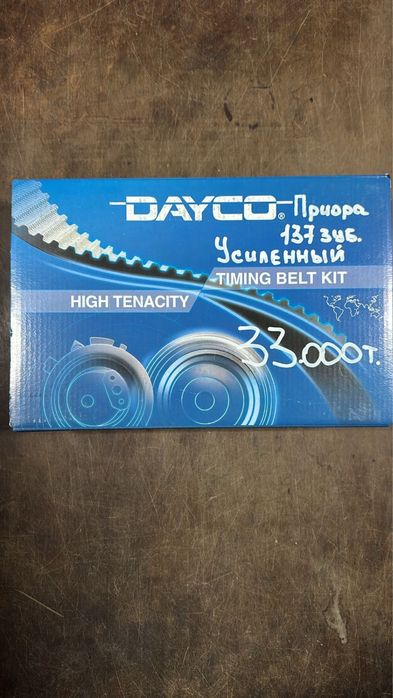 DAYCO® Приора
137 зуб.
Усиленный
TIMING BELT KIT
HIGH TENACITY
33.000т.